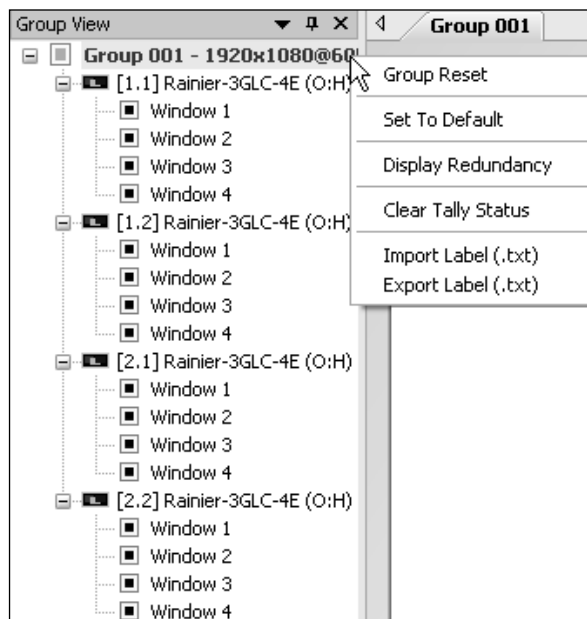 Group View
Group 001
Group 001 - 1920x1080@60
[1.1] Rainier-3GLC-4E (O:H)
Window 1
Window 2
Window 3
Window 4
[1.2] Rainier-3GLC-4E (O:H)
Window 1
Window 2
Window 3
Window 4
[2.1] Rainier-3GLC-4E (O:H)
Window 1
Window 2
Window 3
Window 4
[2.2] Rainier-3GLC-4E (O:H)
Window 1
Window 2
Window 3
Window 4
Group Reset
Set To Default
Display Redundancy
Clear Tally Status
Import Label (.txt)
Export Label (.txt)